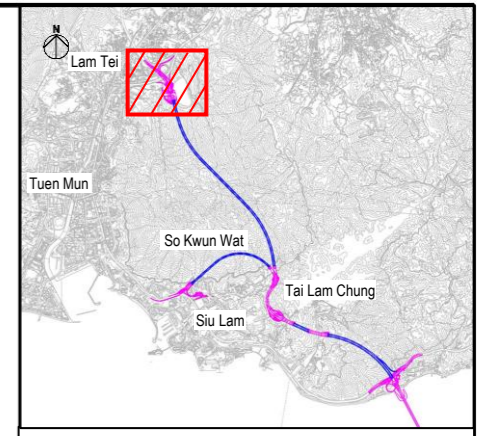 N
Lam Tei
Tuen Mun
So Kwun Wat
Tai Lam Chung
Siu Lam